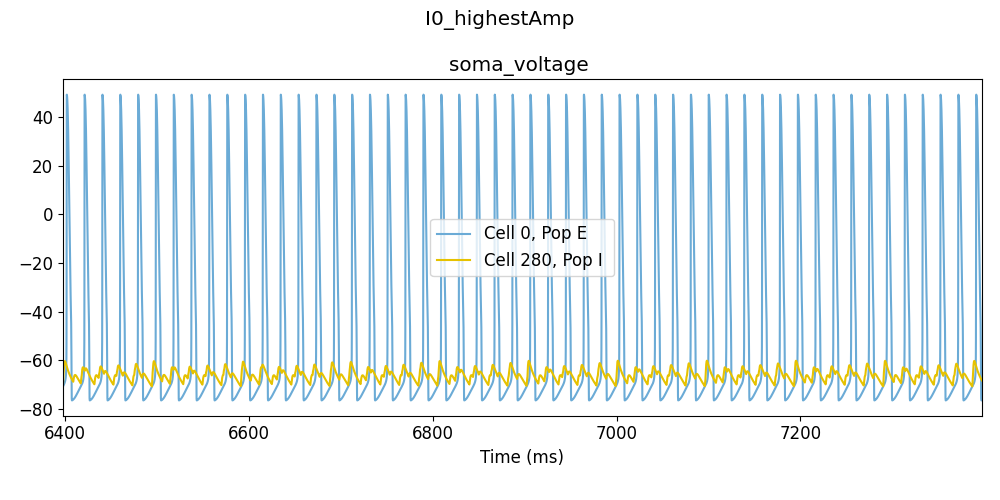 I0_highestAmp
soma_voltage
40
20
0
−20
−40
−60
−80
Cell 0, Pop E
Cell 280, Pop I
6400 6600 6800 7000 7200
Time (ms)